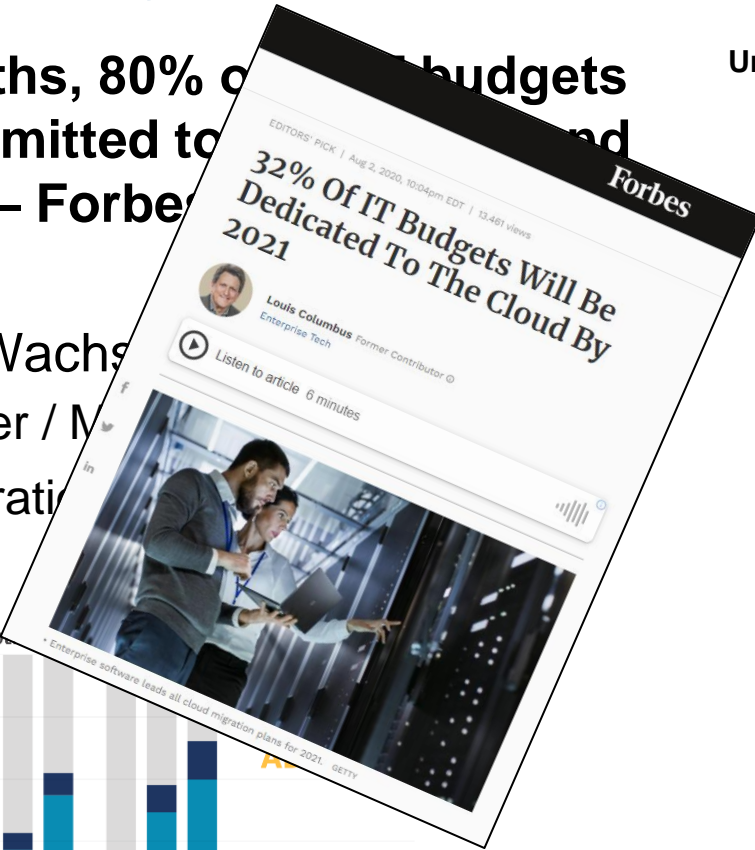 ths, 80% o budgets
mitted to nd
– Forbes
Forbes
EDITORS' PICK | Aug 2, 2020, 10:04pm EDT | 13,461 views
32% Of IT Budgets Will Be
Dedicated To The Cloud By
2021
Louis Columbus Former Contributor
Enterprise Tech
Listen to article 6 minutes
Wachs
er / M
ratio
• Enterprise software leads all cloud migration plans for 2021. GETTY